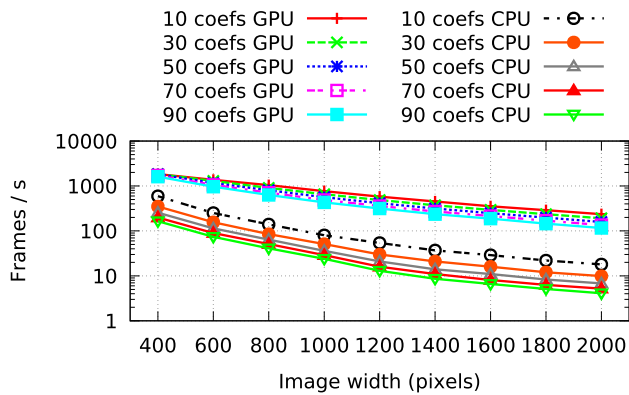 10 coefs GPU 10 coefs CPU
30 coefs GPU 30 coefs CPU
50 coefs GPU 50 coefs CPU
70 coefs GPU 70 coefs CPU
90 coefs GPU 90 coefs CPU
10000
1000
100
10
1
Frames / s
400 600 800 1000 1200 1400 1600 1800 2000
Image width (pixels)